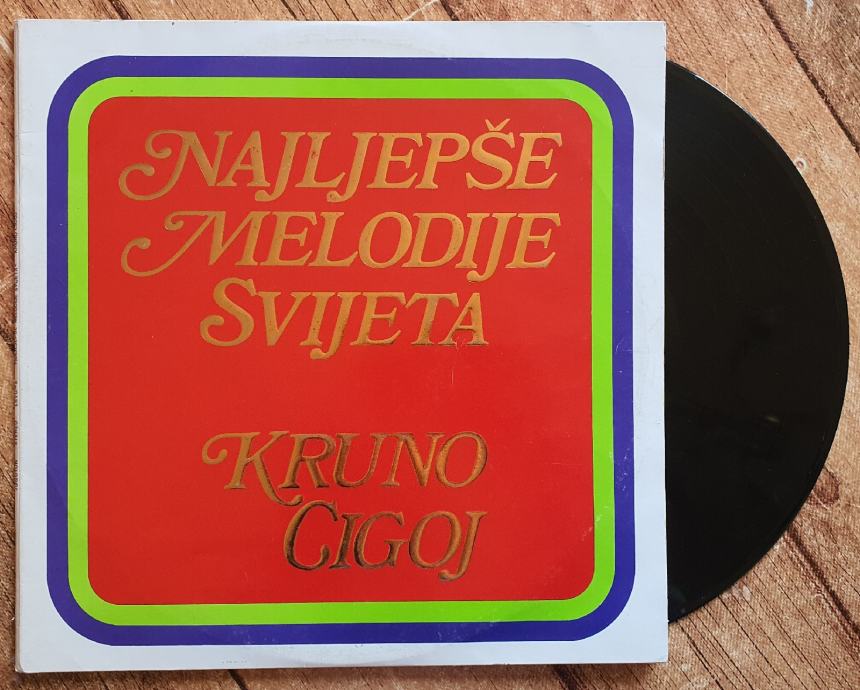 NAJLJEPŠE
MELODIJE
SVIJETA
KRUNO
CIGOJ